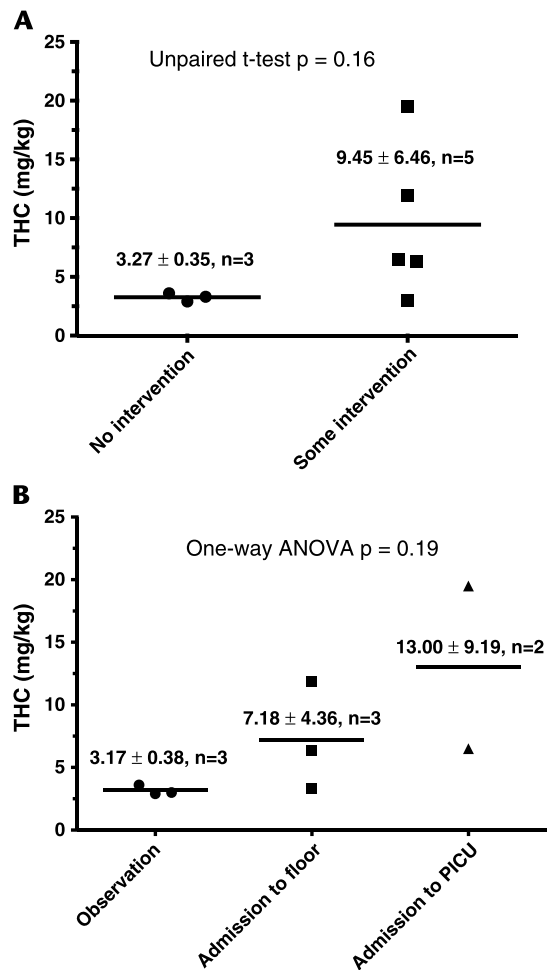 A
Unpaired t-test p = 0.16
THC (mg/kg)
25
20
15
10
5
0
9.45 ± 6.46, n=5
3.27 ± 0.35, n=3
No intervention
Some intervention
B
One-way ANOVA p = 0.19
THC (mg/kg)
25
20
15
10
5
0
13.00 ± 9.19, n=2
7.18 ± 4.36, n=3
3.17 ± 0.38, n=3
Observation
Admission to floor
Admission to PICU